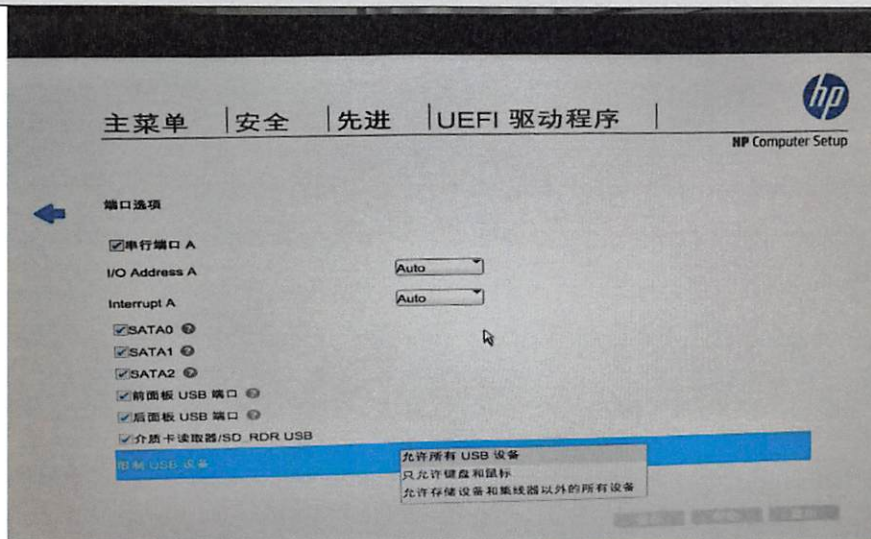 hp
主菜单 安全 先进 UEFI 驱动程序
HP Computer Setup
端口选项
串行端口 A
I/O Address A Auto
Interrupt A Auto
SATA0
SATA1
SATA2
前面板 USB 端口
后面板 USB 端口
介质卡读取器/SD_RDR USB
限制 USB 设备 允许所有 USB 设备
只允许键盘和鼠标
允许存储设备和集线器以外的所有设备